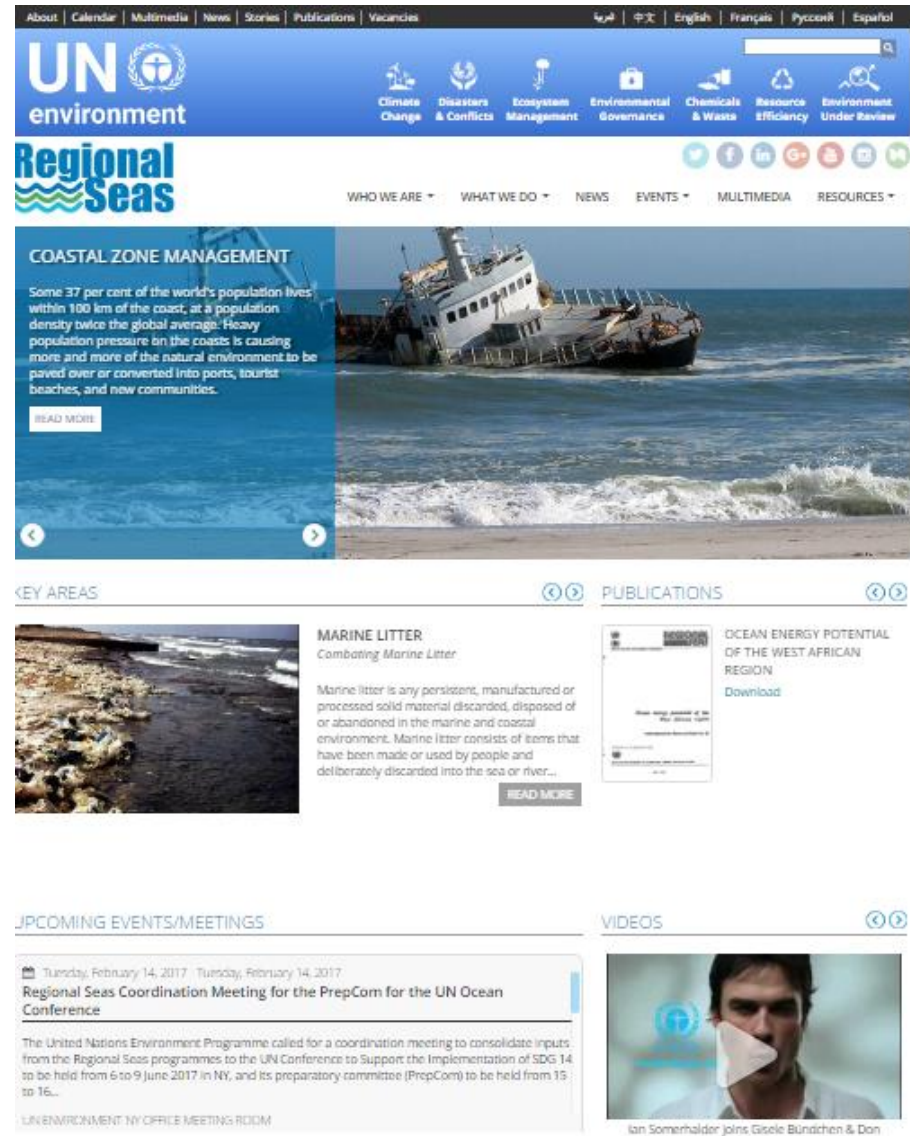 About | Calendar | Multimedia | News | Stories | Publications | Vacancies
中文 | English | Français | Русский | Español
UN
environment
Climate Change
Disasters & Conflicts
Ecosystem Management
Environmental Governance
Chemicals & Waste
Resource Efficiency
Environment Under Review
Regional
Seas
WHO WE ARE
WHAT WE DO
NEWS
EVENTS
MULTIMEDIA
RESOURCES
COASTAL ZONE MANAGEMENT
Some 37 per cent of the world's population lives
within 100 km of the coast, at a population
density twice the global average. Heavy
population pressure on the coasts is causing
more and more of the natural environment to be
paved over or converted into ports, tourist
beaches, and new communities.
READ MORE
KEY AREAS
MARINE LITTER
Combating Marine Litter
Marine litter is any persistent, manufactured or
processed solid material discarded, disposed of
or abandoned in the marine and coastal
environment. Marine litter consists of items that
have been made or used by people and
deliberately discarded into the sea or river...
READ MORE
PUBLICATIONS
OCEAN ENERGY POTENTIAL
OF THE WEST AFRICAN
REGION
Download
UPCOMING EVENTS/MEETINGS
Tuesday, February 14, 2017 Tuesday, February 14, 2017
Regional Seas Coordination Meeting for the PrepCom for the UN Ocean
Conference
The United Nations Environment Programme called for a coordination meeting to consolidate inputs
from the Regional Seas programmes to the UN Conference to Support the Implementation of SDG 14
to be held from 6 to 9 June 2017 in NY, and its preparatory committee (PrepCom) to be held from 15
to 16...
UN ENVIRONMENT NY OFFICE MEETING ROOM
VIDEOS
Ian Somerhalder joins Gisele Bündchen & Don